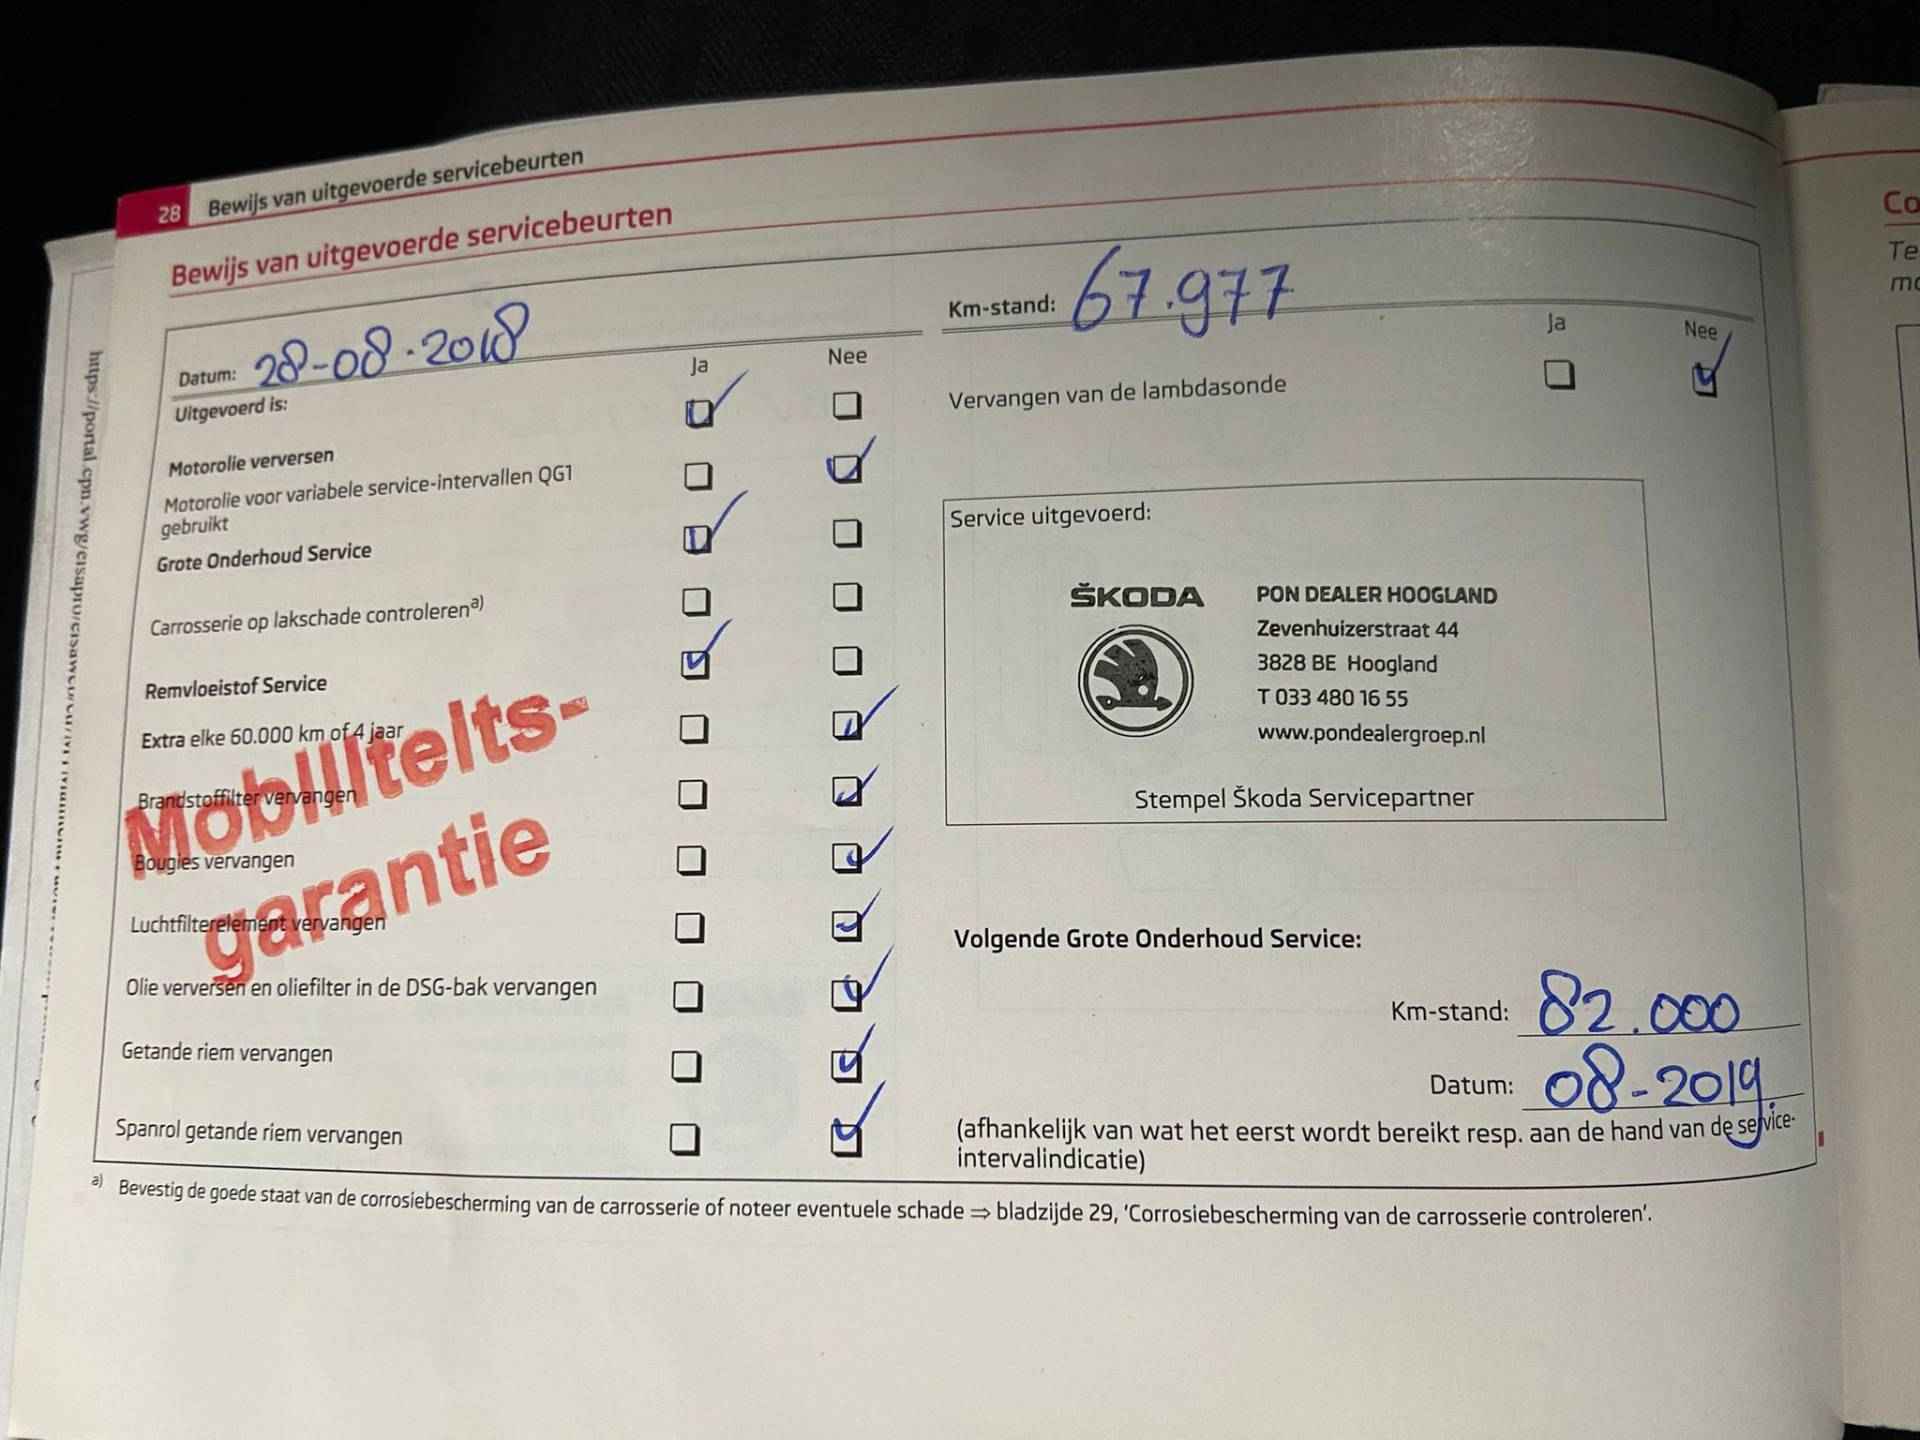 28 Bewijs van uitgevoerde servicebeurten
Bewijs van uitgevoerde servicebeurten
Datum: 28-08-2018
Km-stand: 67.977
Uitgevoerd is:
Ja Nee
Motorolie verversen
Motorolie voor variabele service-intervallen QG1
gebruikt
Grote Onderhoud Service
Carrosserie op lakschade controleren a)
Remvloeistof Service
Extra elke 60.000 km of 4 jaar
Brandstoffilter vervangen
Bougies vervangen
Luchtfilterelement vervangen
Olie verversen en oliefilter in de DSG-bak vervangen
Getande riem vervangen
Spanrol getande riem vervangen
Mobiliteits-
garantie
Ja Nee
Vervangen van de lambdasonde
Service uitgevoerd:
ŠKODA
PON DEALER HOOGLAND
Zevenhuizerstraat 44
3828 BE Hoogland
T 033 480 16 55
www.pondealergroep.nl
Stempel Škoda Servicepartner
Volgende Grote Onderhoud Service:
Km-stand: 82.000
Datum: 08-2019
(afhankelijk van wat het eerst wordt bereikt resp. aan de hand van de service-
intervalindicatie)
a) Bevestig de goede staat van de corrosiebescherming van de carrosserie of noteer eventuele schade ⇒ bladzijde 29, 'Corrosiebescherming van de carrosserie controleren'.
Co
Te